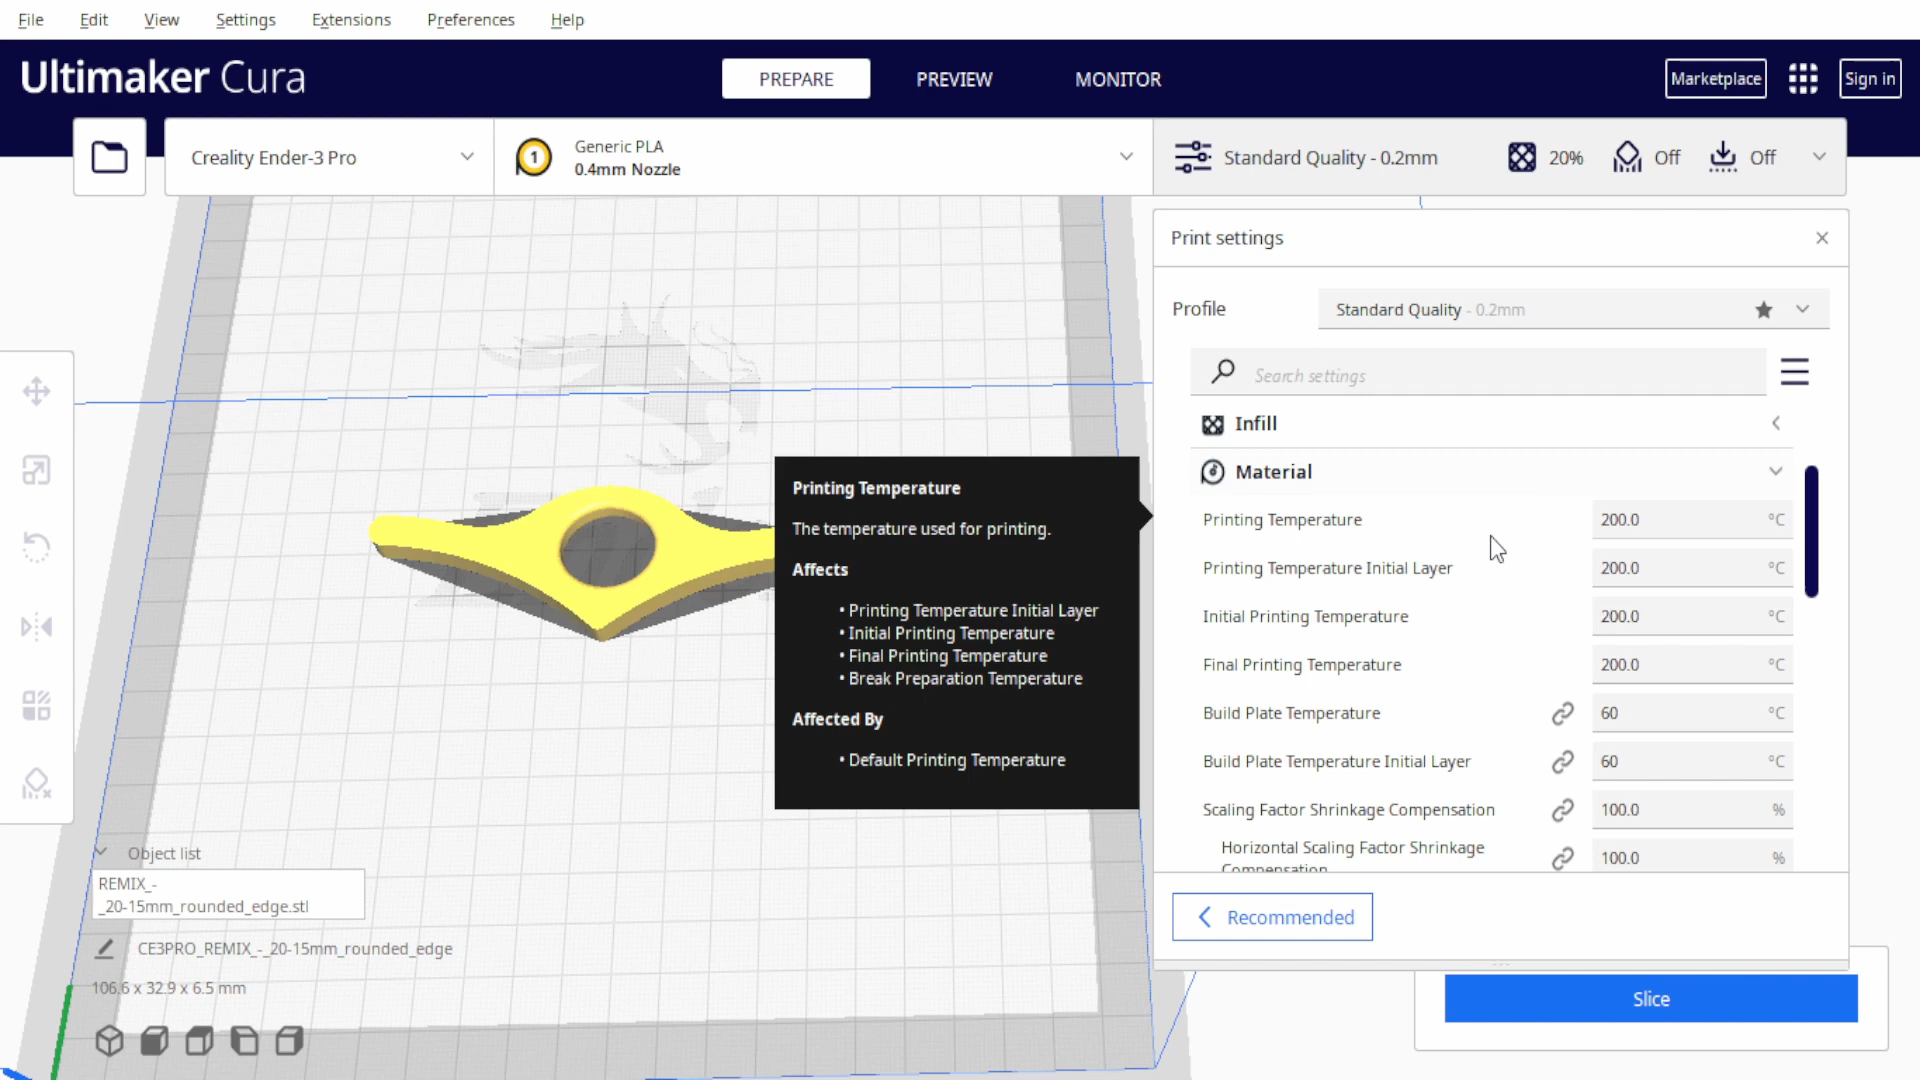 File Edit View Settings Extensions Preferences Help
Ultimaker Cura
PREPARE PREVIEW MONITOR
Marketplace Sign in
Creality Ender-3 Pro
1
Generic PLA
0.4mm Nozzle
Standard Quality - 0.2mm 20% Off Off
Print settings
Profile Standard Quality - 0.2mm
Search settings
Infill
Material
Printing Temperature 200.0 °C
Printing Temperature Initial Layer 200.0 °C
Initial Printing Temperature 200.0 °C
Final Printing Temperature 200.0 °C
Build Plate Temperature 60 °C
Build Plate Temperature Initial Layer 60 °C
Scaling Factor Shrinkage Compensation 100.0 %
Horizontal Scaling Factor Shrinkage
Compensation 100.0 %
Recommended
Slice
Printing Temperature
The temperature used for printing.
Affects
• Printing Temperature Initial Layer
• Initial Printing Temperature
• Final Printing Temperature
• Break Preparation Temperature
Affected By
• Default Printing Temperature
Object list
REMIX_-
_20-15mm_rounded_edge.stl
CE3PRO_REMIX_-_20-15mm_rounded_edge
106.6 x 32.9 x 6.5 mm